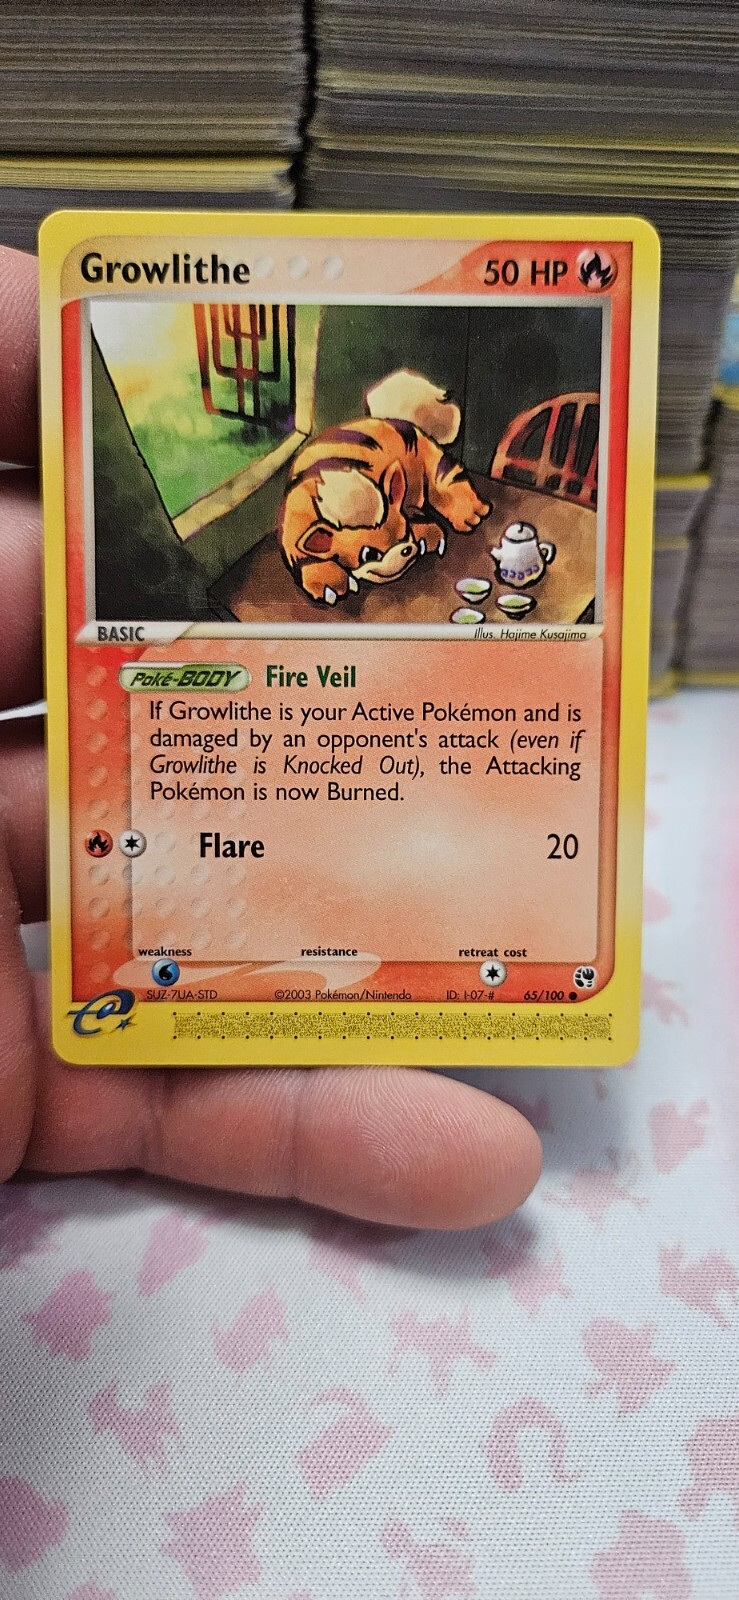 Growlithe 50 HP
BASIC Illus. Hajime Kusajima
Poké-BODY Fire Veil
If Growlithe is your Active Pokémon and is
damaged by an opponent's attack (even if
Growlithe is Knocked Out), the Attacking
Pokémon is now Burned.
Flare 20
weakness resistance retreat cost
SUZ-7UA-STD ©2003 Pokémon/Nintendo ID: I-07-# 65/100
e